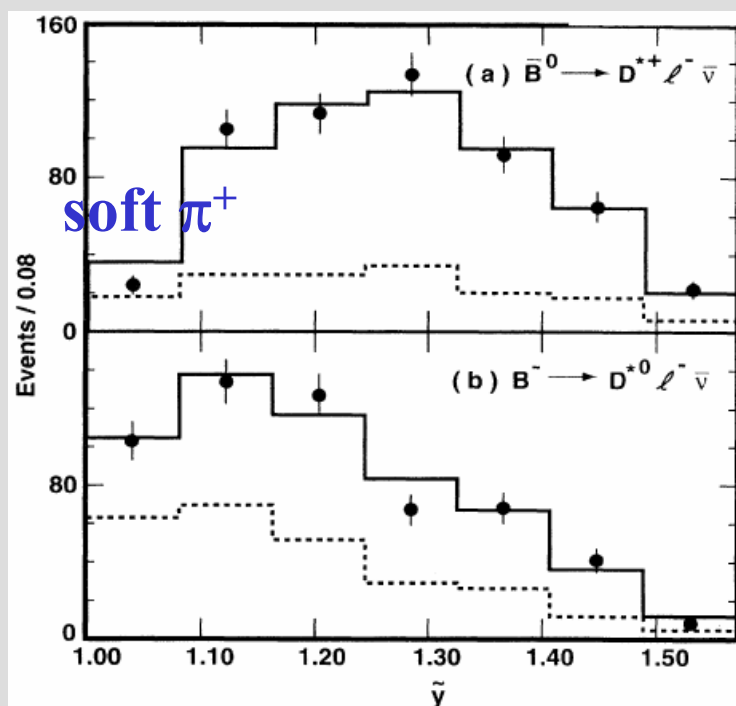 160
(a) B̅⁰ → D*⁺ ℓ⁻ ν̅
80
soft π⁺
0
Events / 0.08
(b) B⁻ → D*⁰ ℓ⁻ ν̅
80
0
1.00 1.10 1.20 1.30 1.40 1.50
ỹ